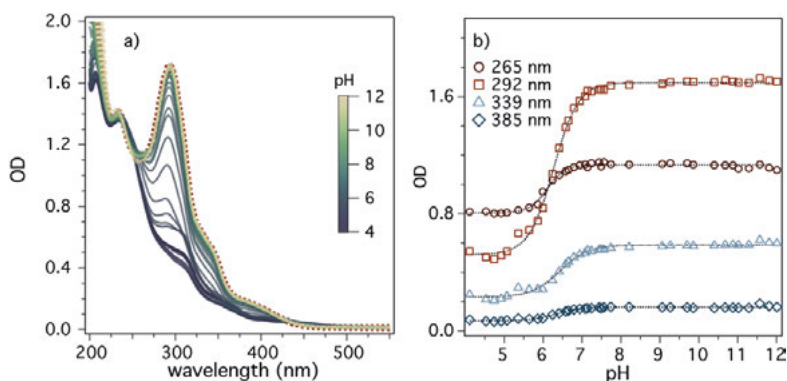 a)
2.0
1.6
1.2
0.8
0.4
0.0
OD
pH
12
10
8
6
4
200 300 400 500
wavelength (nm)
b)
265 nm
292 nm
339 nm
385 nm
1.6
0.8
0.0
OD
5 6 7 8 9 10 11 12
pH